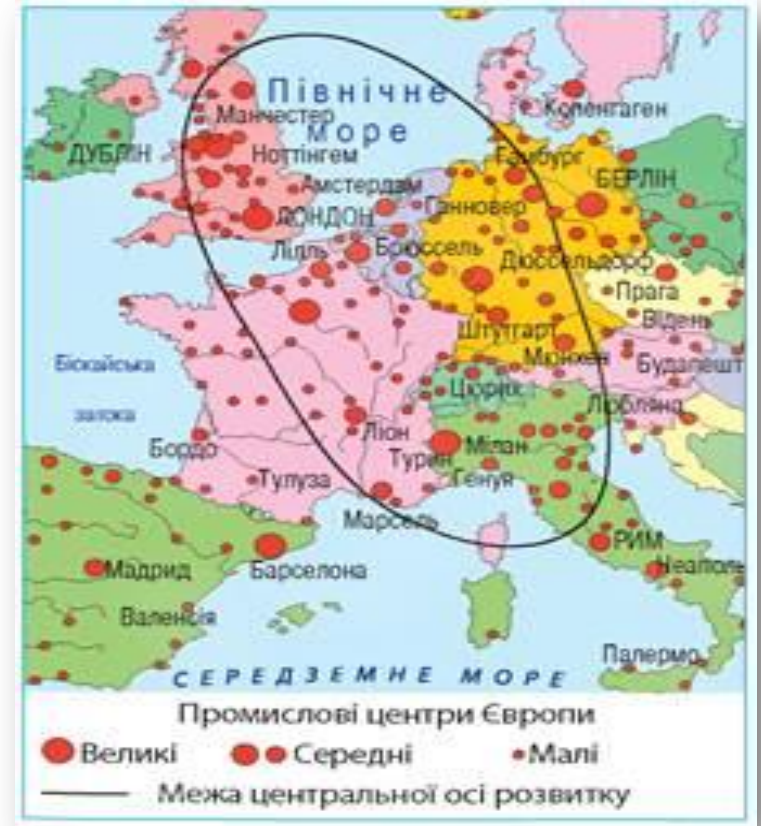 Північне
море
Копенгаген
Манчестер
ДУБЛІН
Ноттінгем
Гамбург
БЕРЛІН
Амстердам
Ганновер
ЛОНДОН
Лілль
Брюссель
Дюссельдорф
Прага
Штутгарт
Відень
Мюнхен
Будапешт
Біскайська
затока
Цюрих
Любляна
Бордо
Ліон
Мілан
Турин
Тулуза
Генуя
Марсель
РИМ
Мадрид
Барселона
Неаполь
Валенсія
Палермо
СЕРЕДЗЕМНЕ МОРЕ
Промислові центри Європи
Великі Середні Малі
Межа центральної осі розвитку